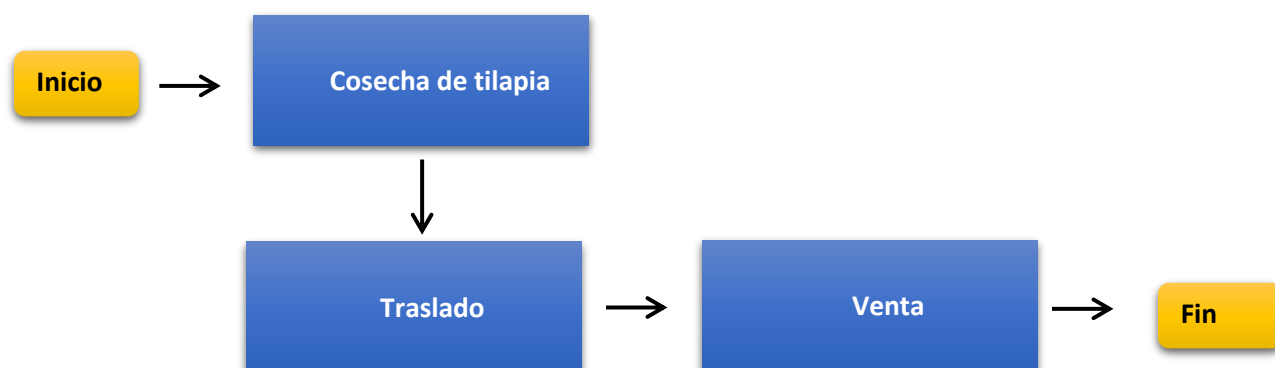 Inicio
Cosecha de tilapia
Traslado
Venta
Fin